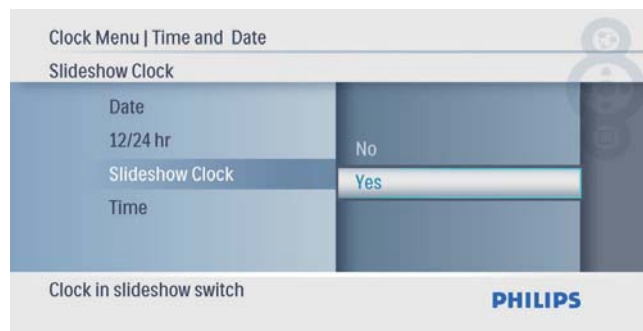 Clock Menu | Time and Date
Slideshow Clock
Date
12/24 hr
Slideshow Clock
Time
No
Yes
Clock in slideshow switch
PHILIPS